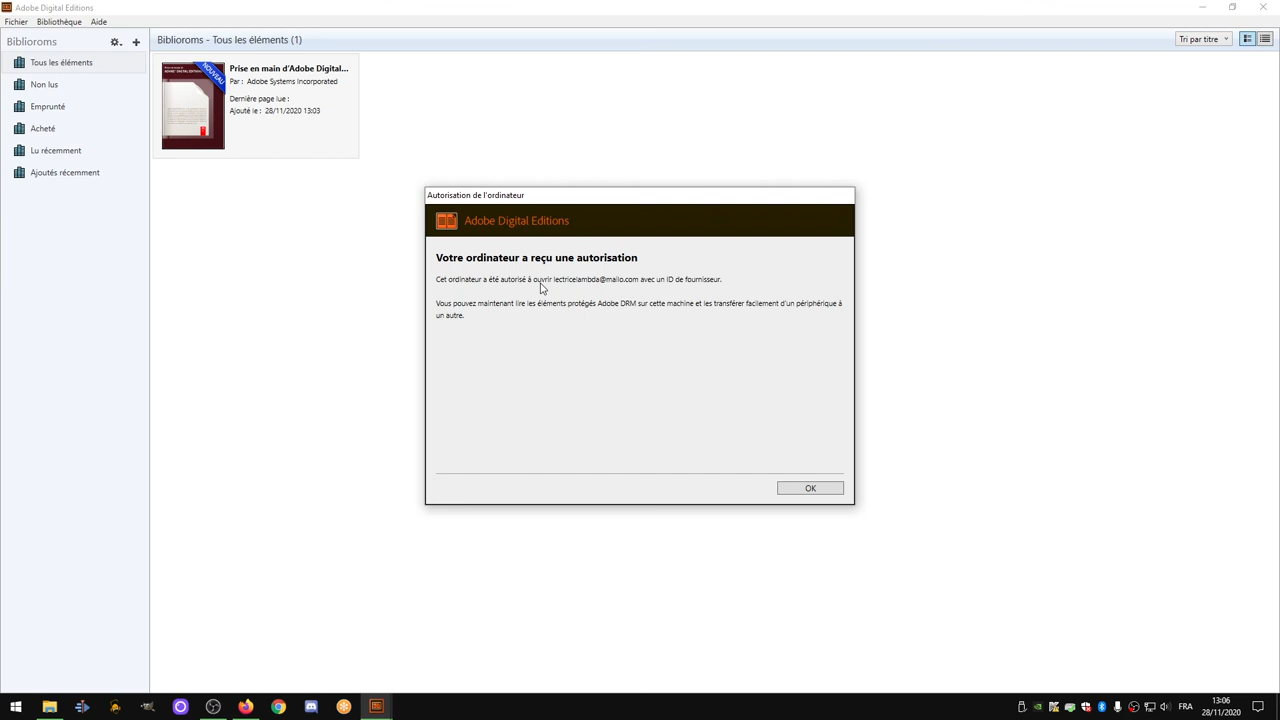 Adobe Digital Editions
Fichier Bibliothèque Aide
Biblioroms
Biblioroms - Tous les éléments (1)
Tri par titre
Tous les éléments
Non lus
Emprunté
Acheté
Lu récemment
Ajoutés récemment
NOUVEAU
Prise en main d'Adobe Digital...
Par : Adobe Systems Incorporated
Dernière page lue :
Ajouté le : 28/11/2020 13:03
Autorisation de l'ordinateur
Adobe Digital Editions
Votre ordinateur a reçu une autorisation
Cet ordinateur a été autorisé à ouvrir lectricelambda@mailo.com avec un ID de fournisseur.
Vous pouvez maintenant lire les éléments protégés Adobe DRM sur cette machine et les transférer facilement d'un périphérique à
un autre.
OK
FRA
13:06
28/11/2020